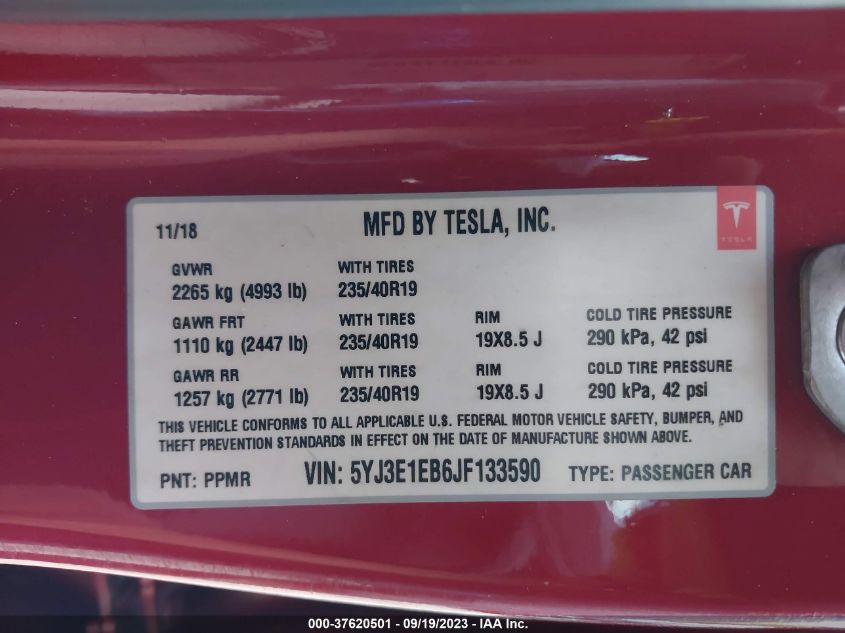 11/18 MFD BY TESLA, INC.
TESLA
GVWR WITH TIRES
2265 kg (4993 lb) 235/40R19
GAWR FRT WITH TIRES RIM COLD TIRE PRESSURE
1110 kg (2447 lb) 235/40R19 19X8.5 J 290 kPa, 42 psi
GAWR RR WITH TIRES RIM COLD TIRE PRESSURE
1257 kg (2771 lb) 235/40R19 19X8.5 J 290 kPa, 42 psi
THIS VEHICLE CONFORMS TO ALL APPLICABLE U.S. FEDERAL MOTOR VEHICLE SAFETY, BUMPER, AND
THEFT PREVENTION STANDARDS IN EFFECT ON THE DATE OF MANUFACTURE SHOWN ABOVE.
PNT: PPMR VIN: 5YJ3E1EB6JF133590 TYPE: PASSENGER CAR
000-37620501 - 09/19/2023 - IAA Inc.